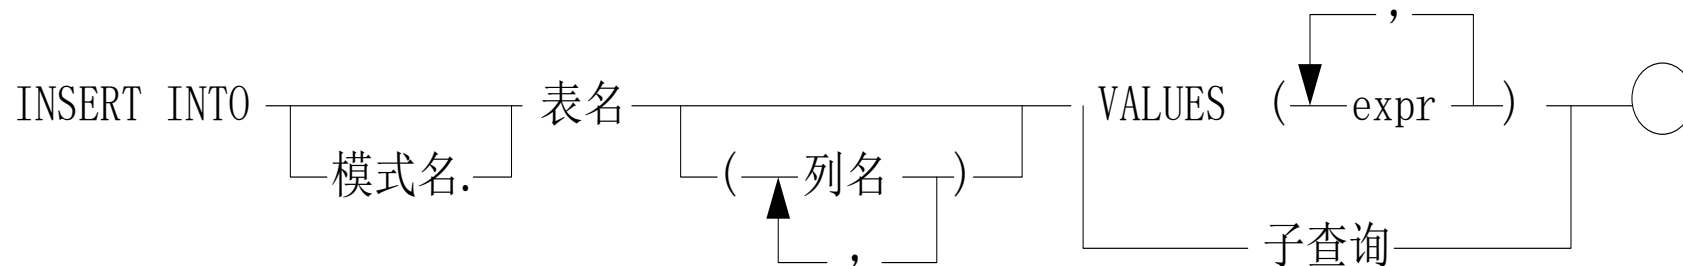 ,
INSERT INTO 表名 VALUES ( expr )
模式名. ( 列名 )
子查询
,